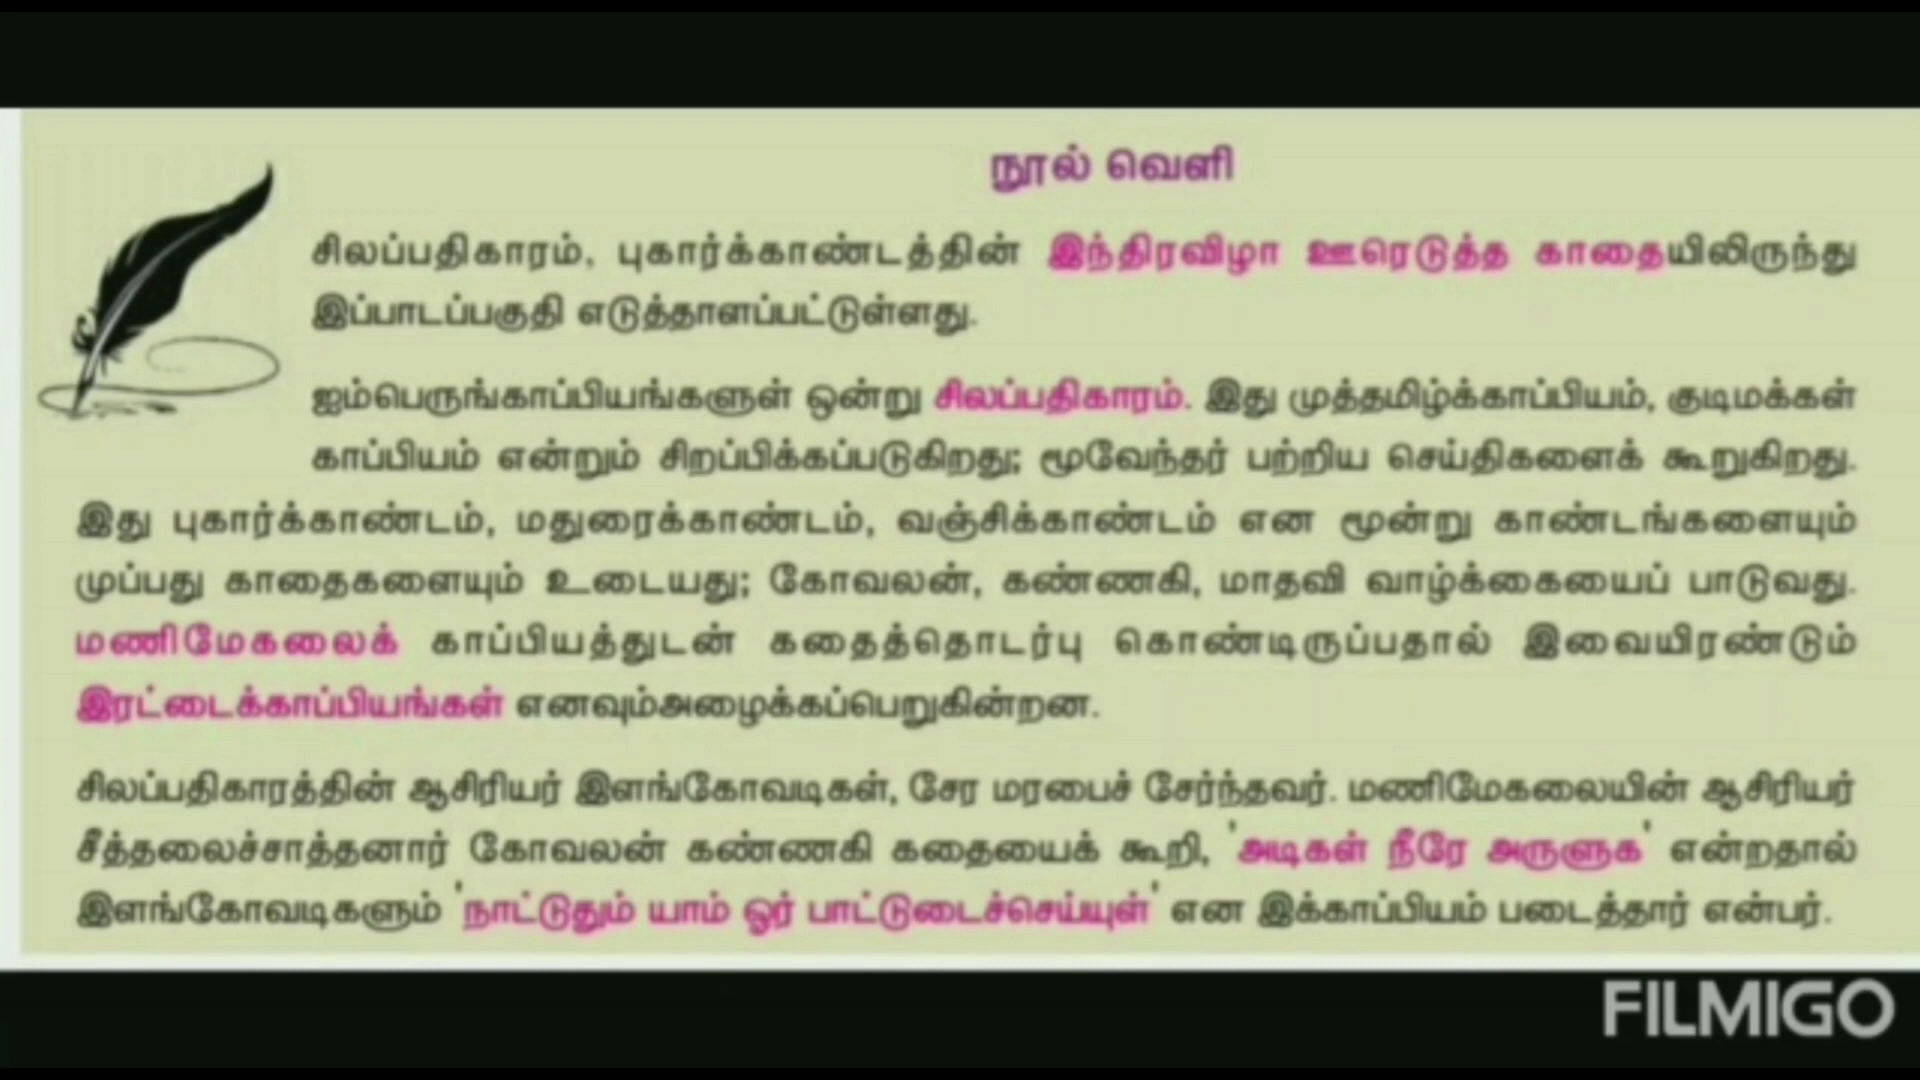 நூல் வெளி
சிலப்பதிகாரம், புகார்க்காண்டத்தின் இந்திரவிழா ஊரெடுத்த காதையிலிருந்து
இப்பாடப்பகுதி எடுத்தாளப்பட்டுள்ளது.
ஐம்பெருங்காப்பியங்களுள் ஒன்று சிலப்பதிகாரம். இது முத்தமிழ்க்காப்பியம், குடிமக்கள்
காப்பியம் என்றும் சிறப்பிக்கப்படுகிறது; மூவேந்தர் பற்றிய செய்திகளைக் கூறுகிறது.
இது புகார்க்காண்டம், மதுரைக்காண்டம், வஞ்சிக்காண்டம் என மூன்று காண்டங்களையும்
முப்பது காதைகளையும் உடையது; கோவலன், கண்ணகி, மாதவி வாழ்க்கையைப் பாடுவது.
மணிமேகலைக் காப்பியத்துடன் கதைத்தொடர்பு கொண்டிருப்பதால் இவையிரண்டும்
இரட்டைக்காப்பியங்கள் எனவும்அழைக்கப்பெறுகின்றன.
சிலப்பதிகாரத்தின் ஆசிரியர் இளங்கோவடிகள், சேர மரபைச் சேர்ந்தவர். மணிமேகலையின் ஆசிரியர்
சீத்தலைச்சாத்தனார் கோவலன் கண்ணகி கதையைக் கூறி, 'அடிகள் நீரே அருளுக' என்றதால்
இளங்கோவடிகளும் 'நாட்டுதும் யாம் ஓர் பாட்டுடைச்செய்யுள்' என இக்காப்பியம் படைத்தார் என்பர்.
FILMIGO